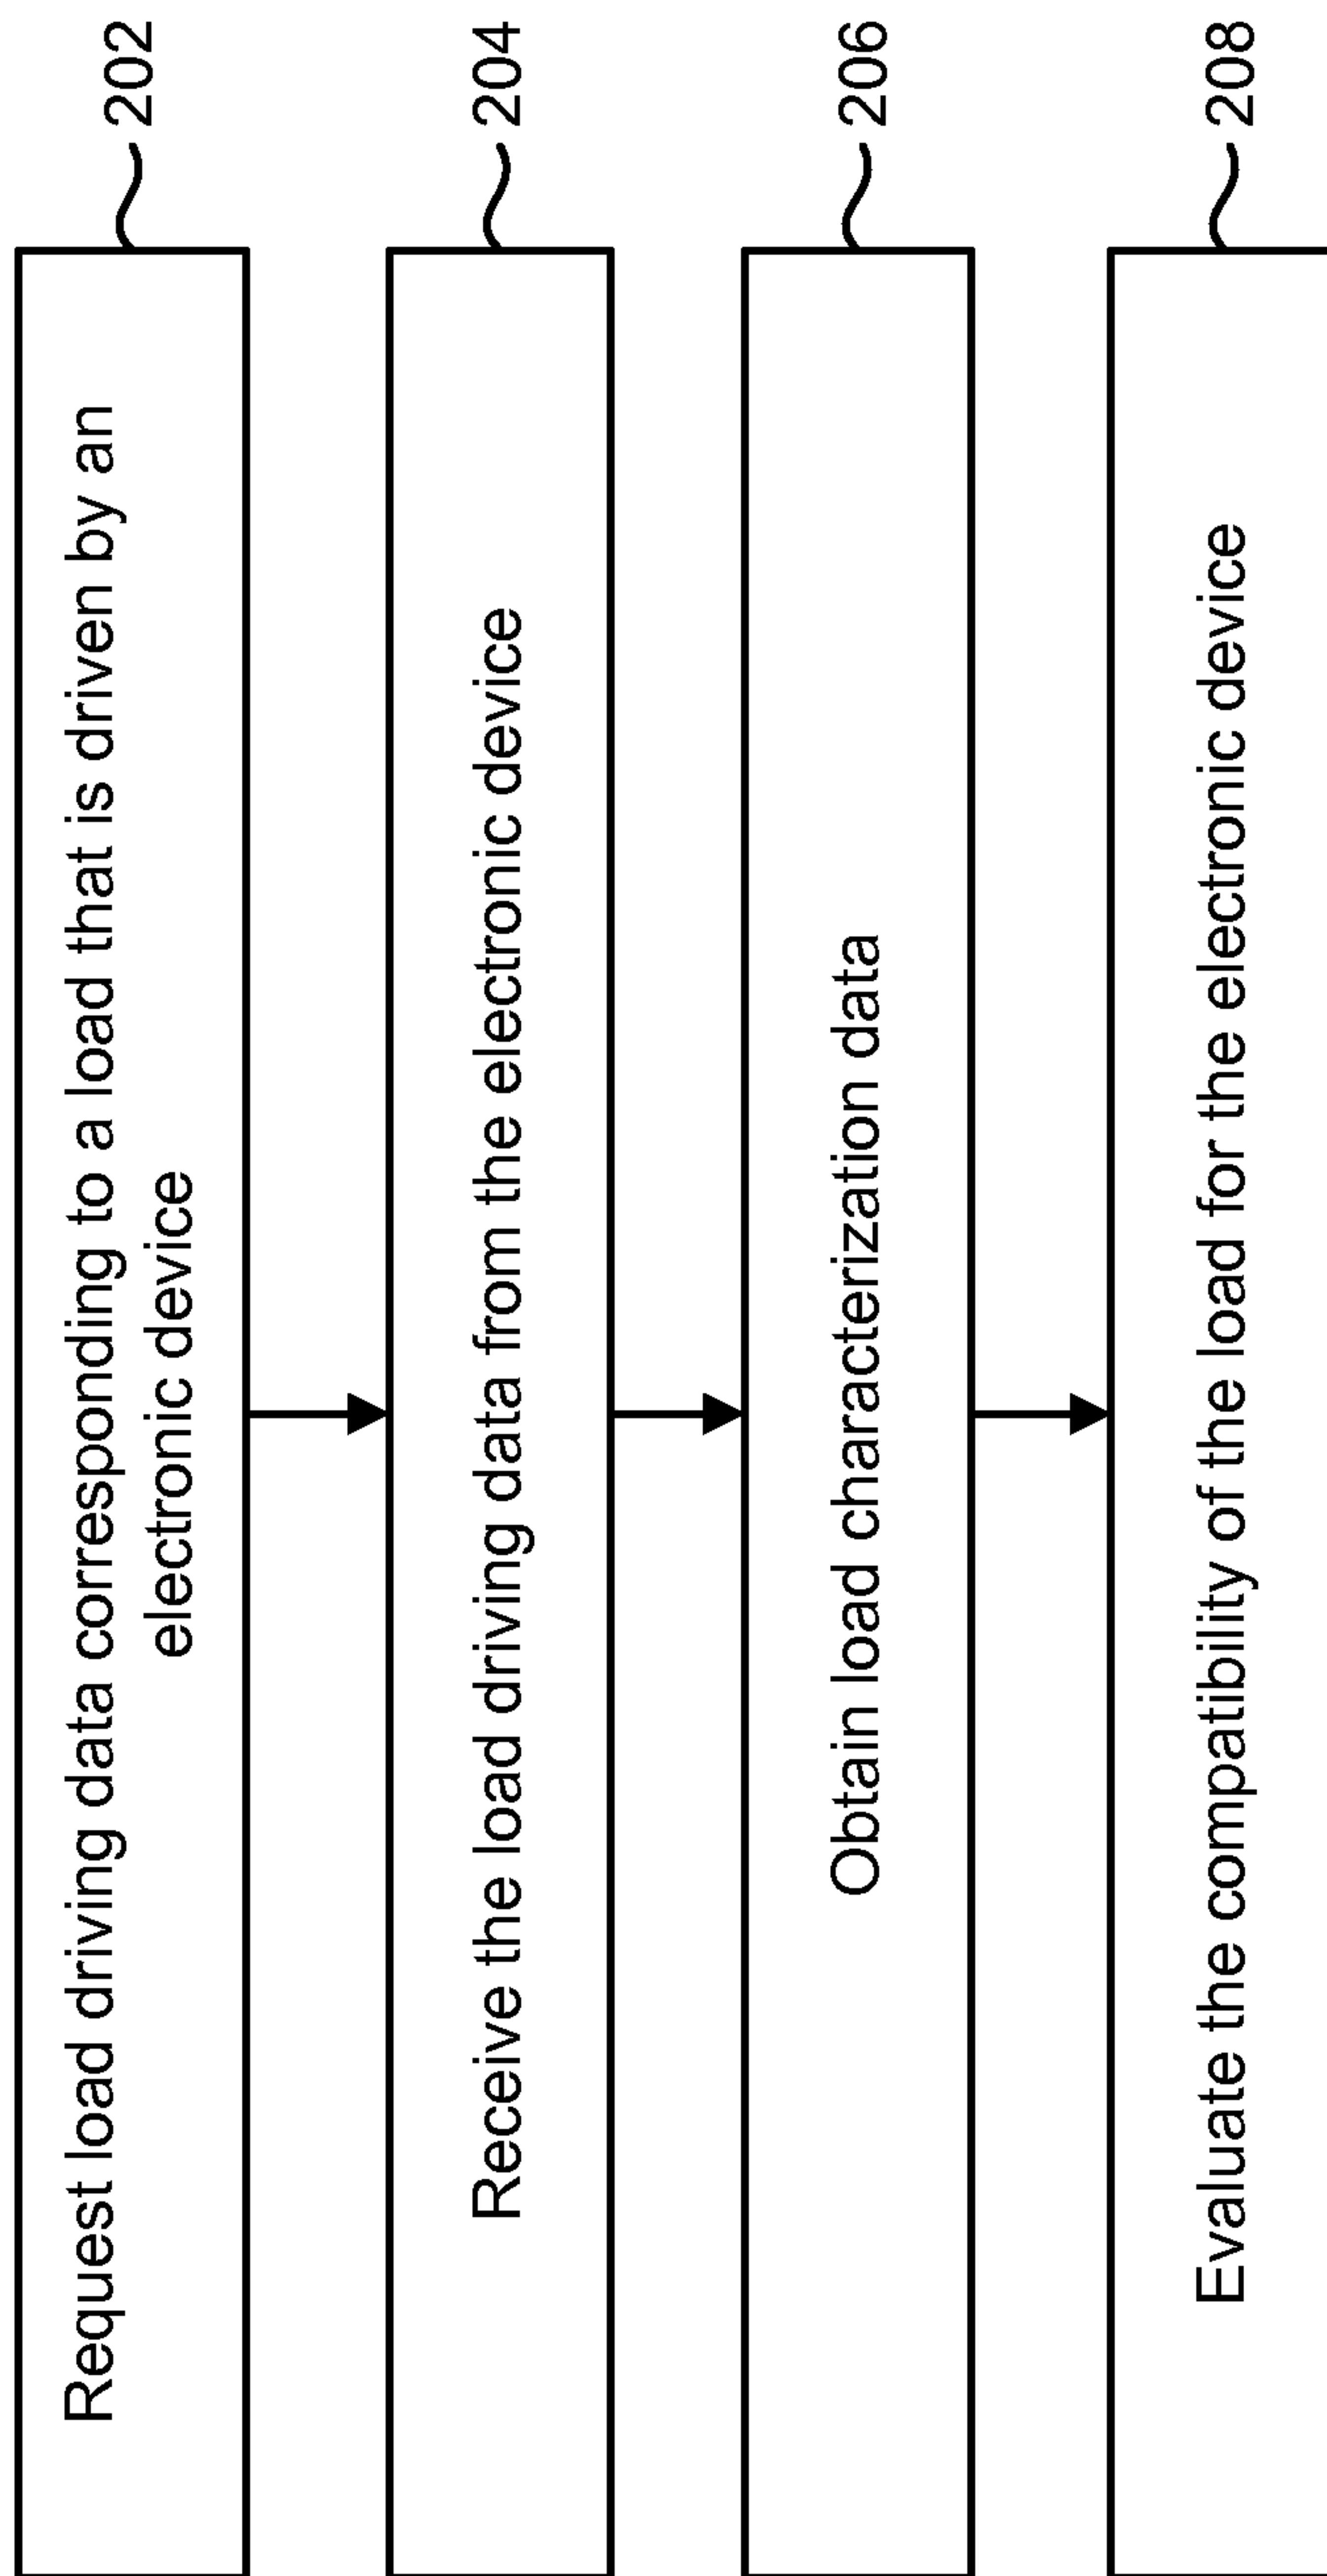 Request load driving data corresponding to a load that is driven by an
electronic device
202
Receive the load driving data from the electronic device
204
Obtain load characterization data
206
Evaluate the compatibility of the load for the electronic device
208